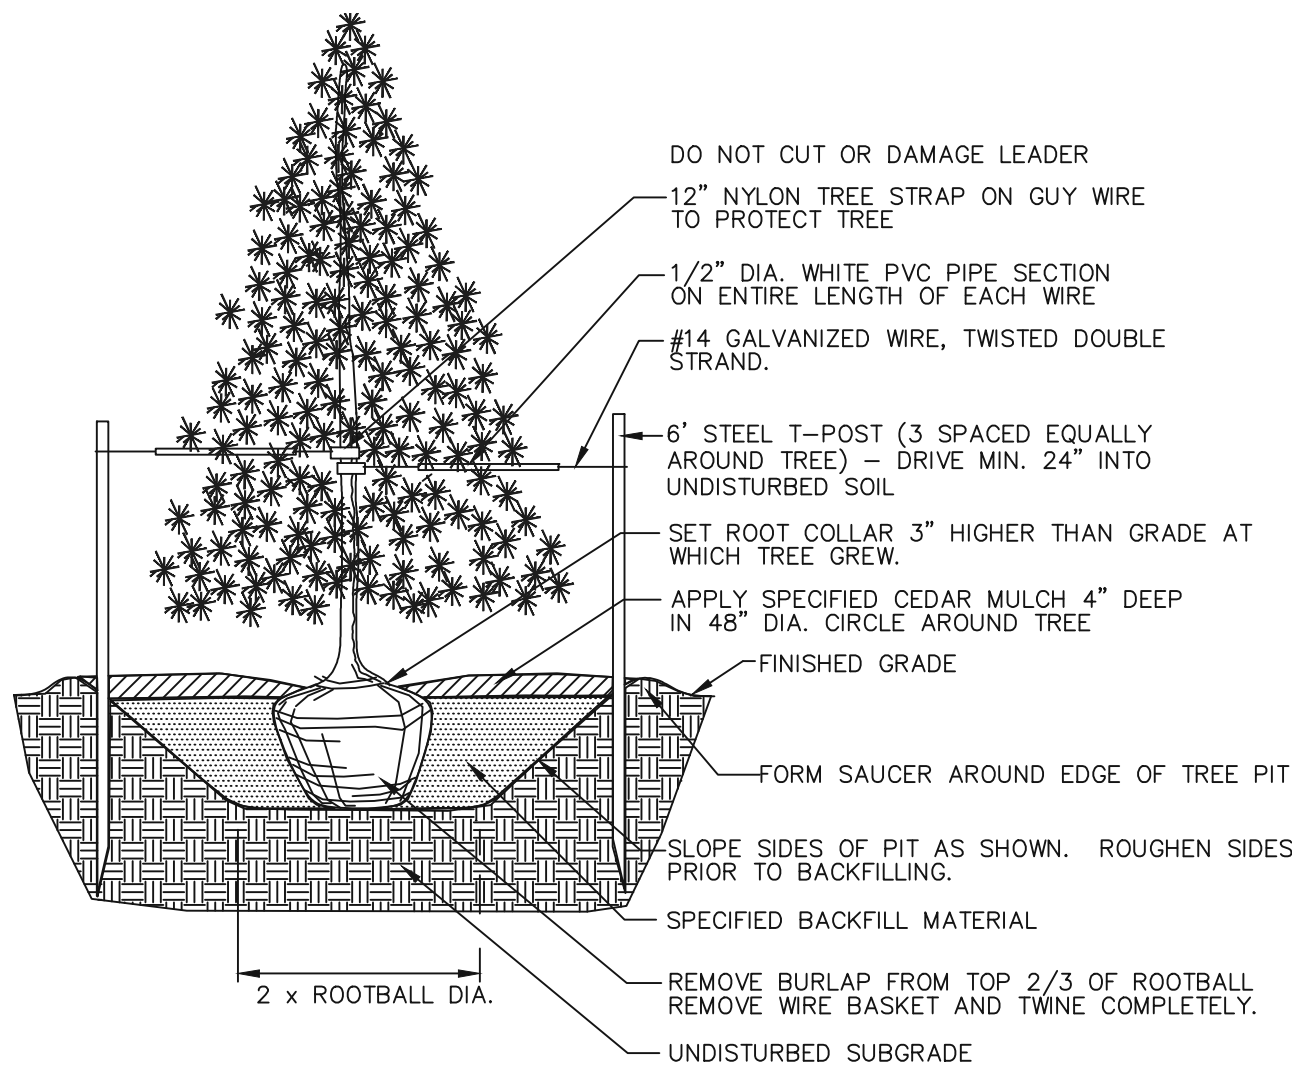 DO NOT CUT OR DAMAGE LEADER
12” NYLON TREE STRAP ON GUY WIRE
TO PROTECT TREE
1/2” DIA. WHITE PVC PIPE SECTION
ON ENTIRE LENGTH OF EACH WIRE
#14 GALVANIZED WIRE, TWISTED DOUBLE
STRAND.
6’ STEEL T–POST (3 SPACED EQUALLY
AROUND TREE) – DRIVE MIN. 24” INTO
UNDISTURBED SOIL
SET ROOT COLLAR 3” HIGHER THAN GRADE AT
WHICH TREE GREW.
APPLY SPECIFIED CEDAR MULCH 4” DEEP
IN 48” DIA. CIRCLE AROUND TREE
FINISHED GRADE
FORM SAUCER AROUND EDGE OF TREE PIT
SLOPE SIDES OF PIT AS SHOWN. ROUGHEN SIDES
PRIOR TO BACKFILLING.
SPECIFIED BACKFILL MATERIAL
REMOVE BURLAP FROM TOP 2/3 OF ROOTBALL
REMOVE WIRE BASKET AND TWINE COMPLETELY.
2 x ROOTBALL DIA.
UNDISTURBED SUBGRADE